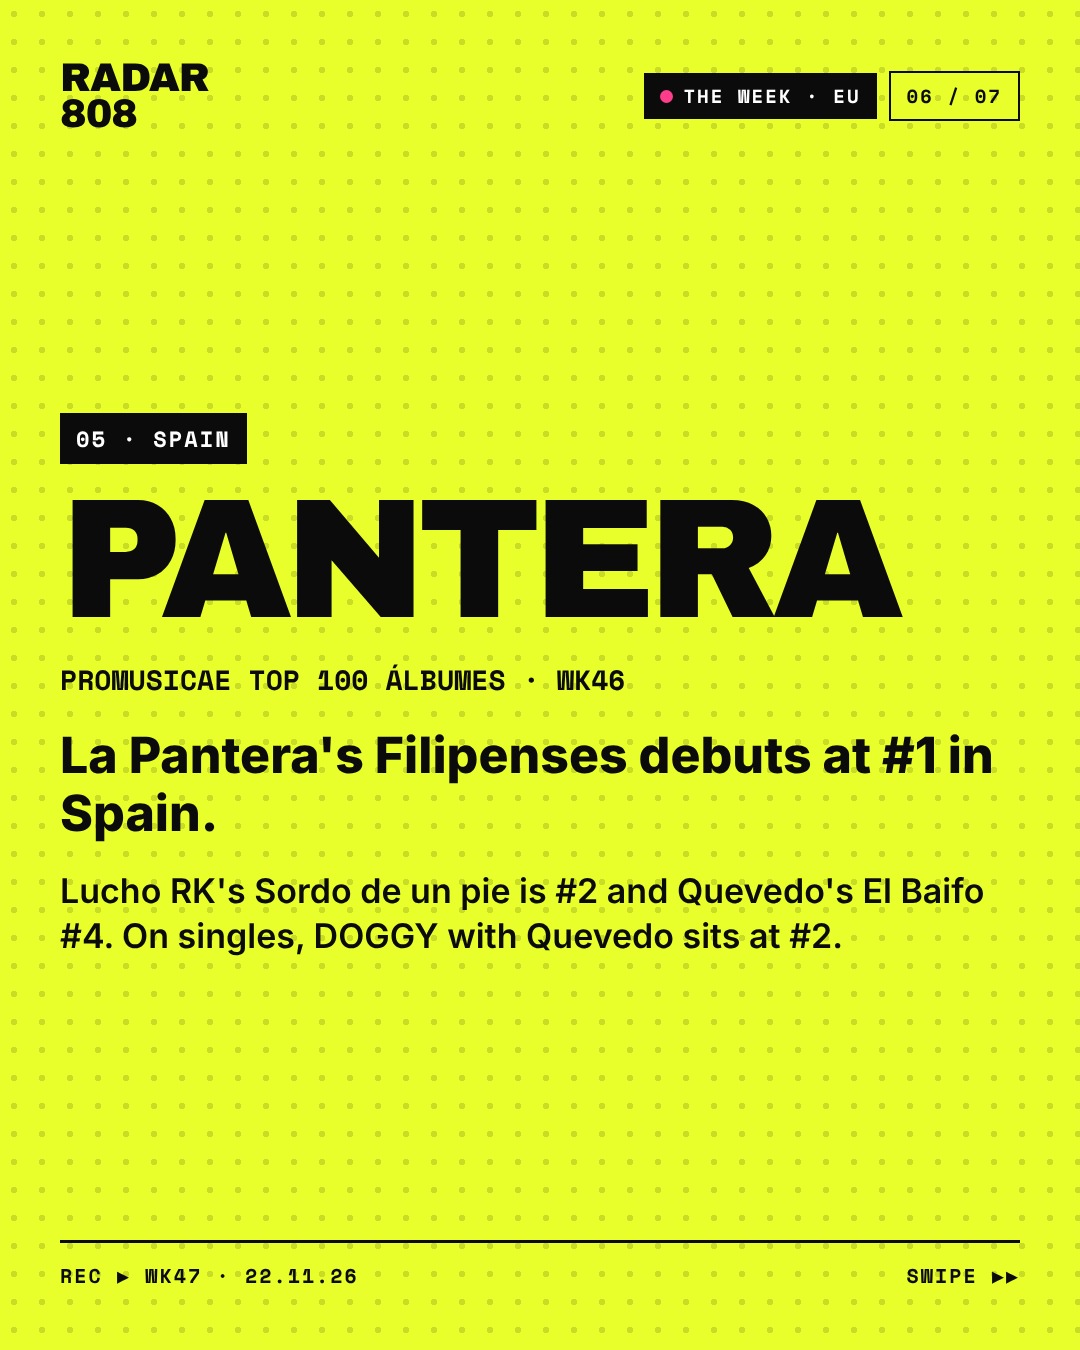 RADAR
808
THE WEEK · EU
06 / 07
05 · SPAIN
PANTERA
PROMUSICAE TOP 100 ÁLBUMES · WK46
La Pantera's Filipenses debuts at #1 in
Spain.
Lucho RK's Sordo de un pie is #2 and Quevedo's El Baifo
#4. On singles, DOGGY with Quevedo sits at #2.
REC ▶ WK47 · 22.11.26
SWIPE ▶▶